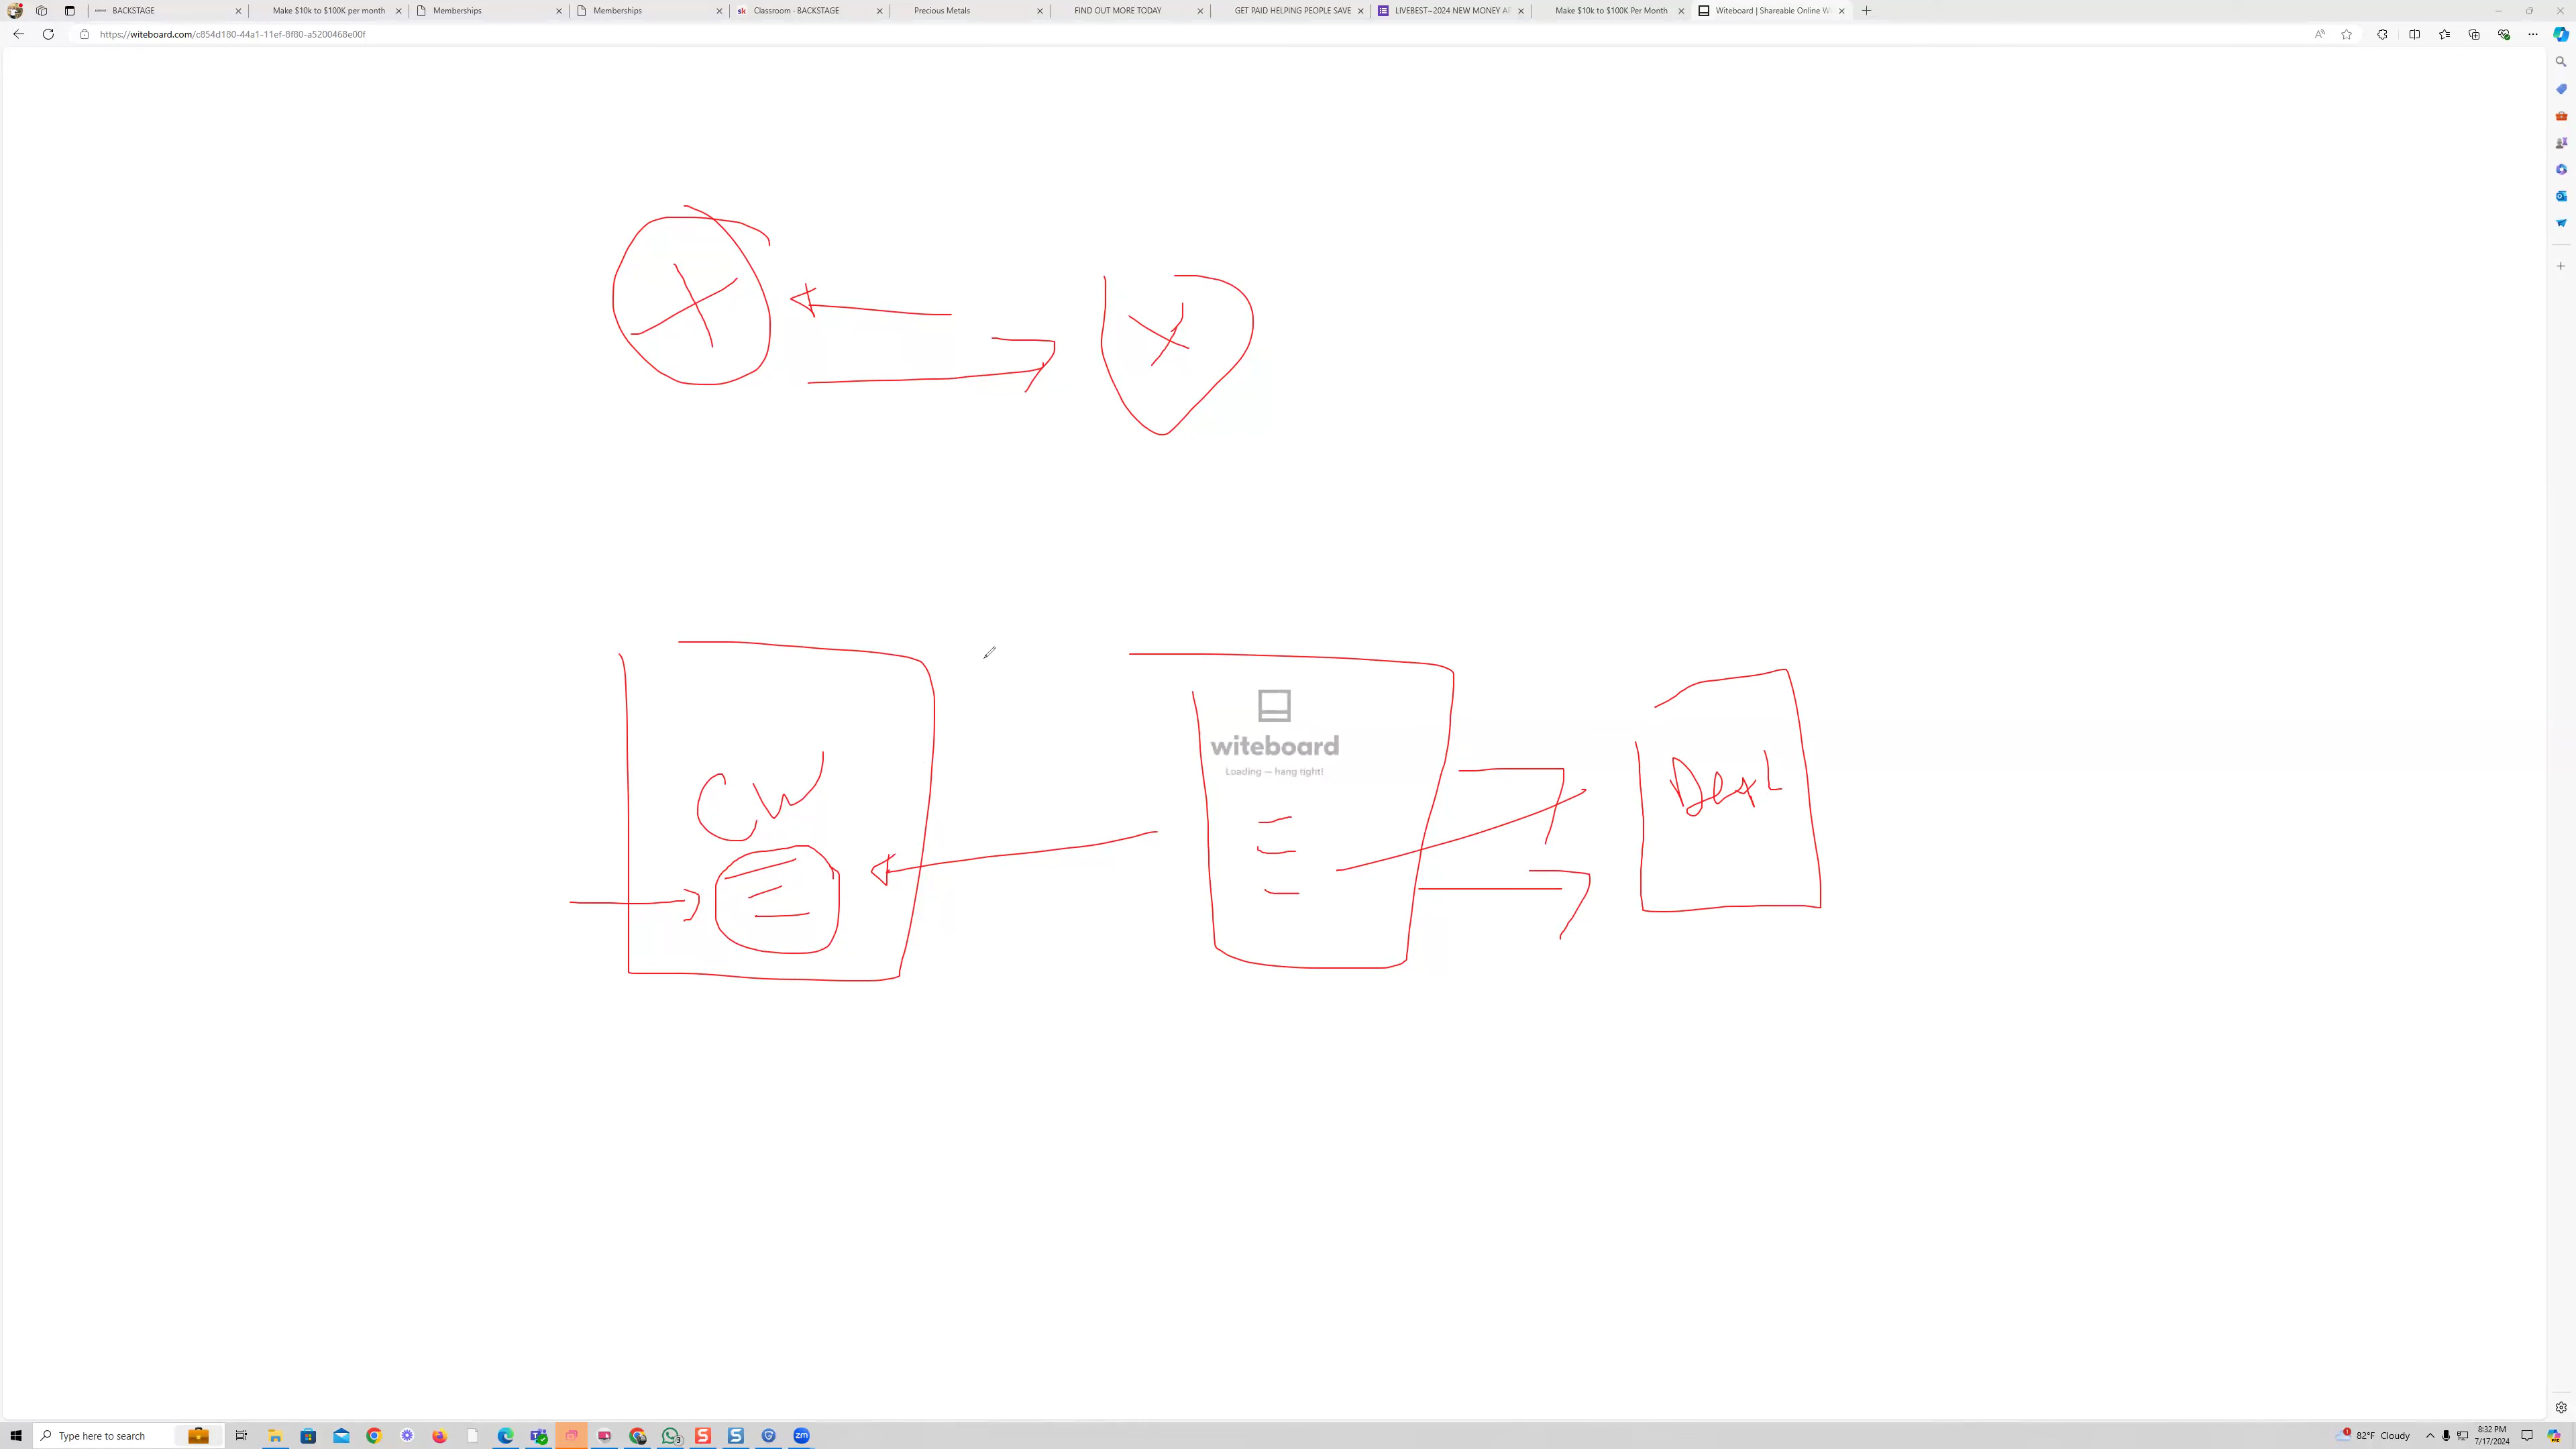 BACKSTAGE
Make $10k to $100K per month
Memberships
Memberships
sk Classroom - BACKSTAGE
Precious Metals
FIND OUT MORE TODAY
GET PAID HELPING PEOPLE SAVE
LIVEBEST~2024 NEW MONEY
Make $10k to $100K Per Month
Witeboard | Shareable Online W
https://witeboard.com/c854d180-44a1-11ef-8f80-a5200468e00f
witeboard
Loading — hang tight!
CW
Type here to search
zm
82°F Cloudy
8:32 PM
7/17/2024